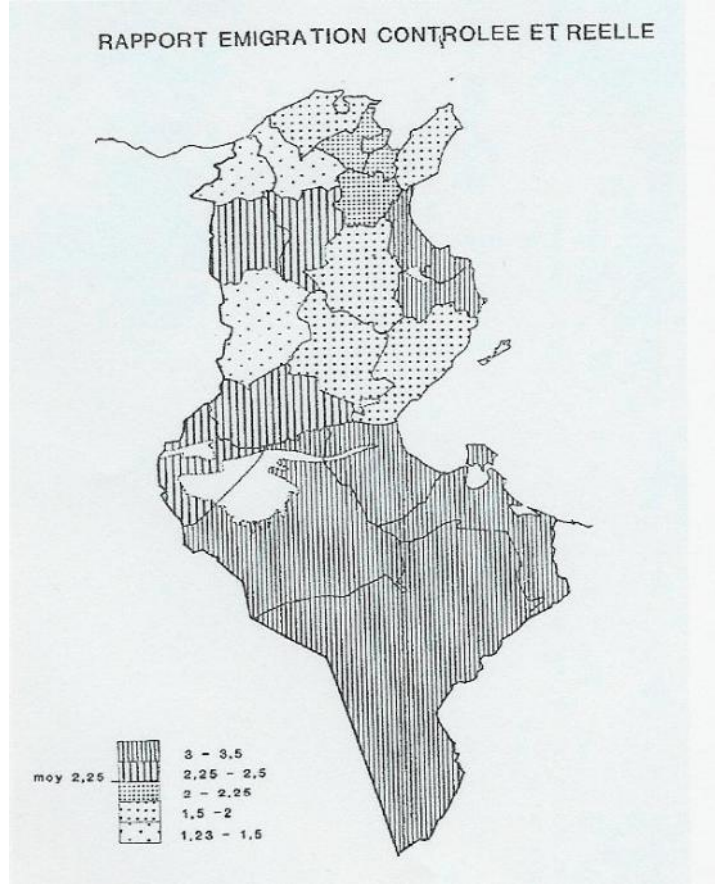 RAPPORT EMIGRATION CONTROLEE ET REELLE
3 - 3.5
moy 2,25
2,25 - 2,5
2 - 2.25
1,5 - 2
1,23 - 1,5